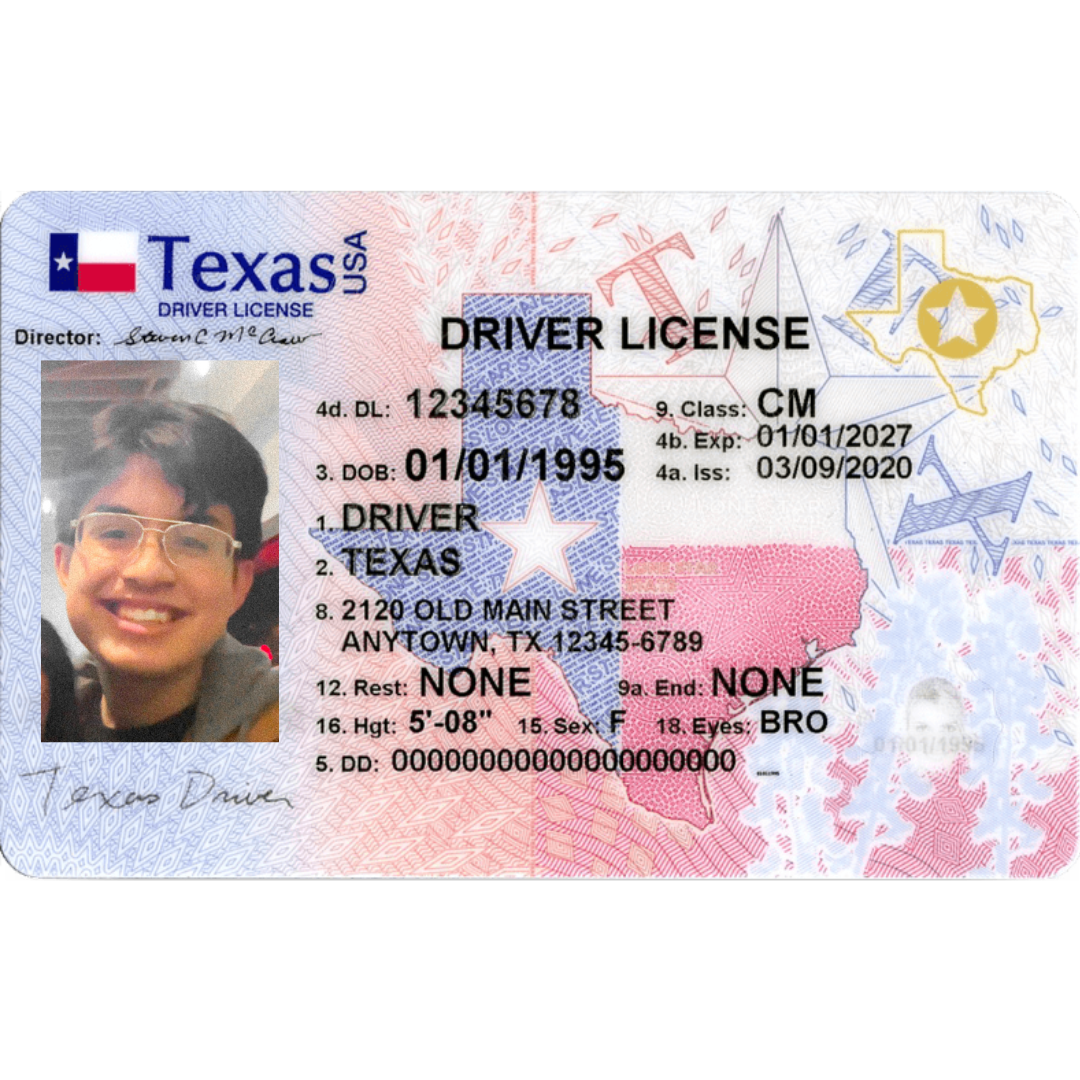 Texas USA
DRIVER LICENSE
Director: Steven C McCraw
DRIVER LICENSE
4d. DL: 12345678 9. Class: CM
4b. Exp: 01/01/2027
3. DOB: 01/01/1995 4a. Iss: 03/09/2020
1. DRIVER
2. TEXAS
LONE STAR
STATE
8. 2120 OLD MAIN STREET
ANYTOWN, TX 12345-6789
12. Rest: NONE 9a. End: NONE
16. Hgt: 5'-08" 15. Sex: F 18. Eyes: BRO
01/01/1995
5. DD: 00000000000000000000
Texas Driver